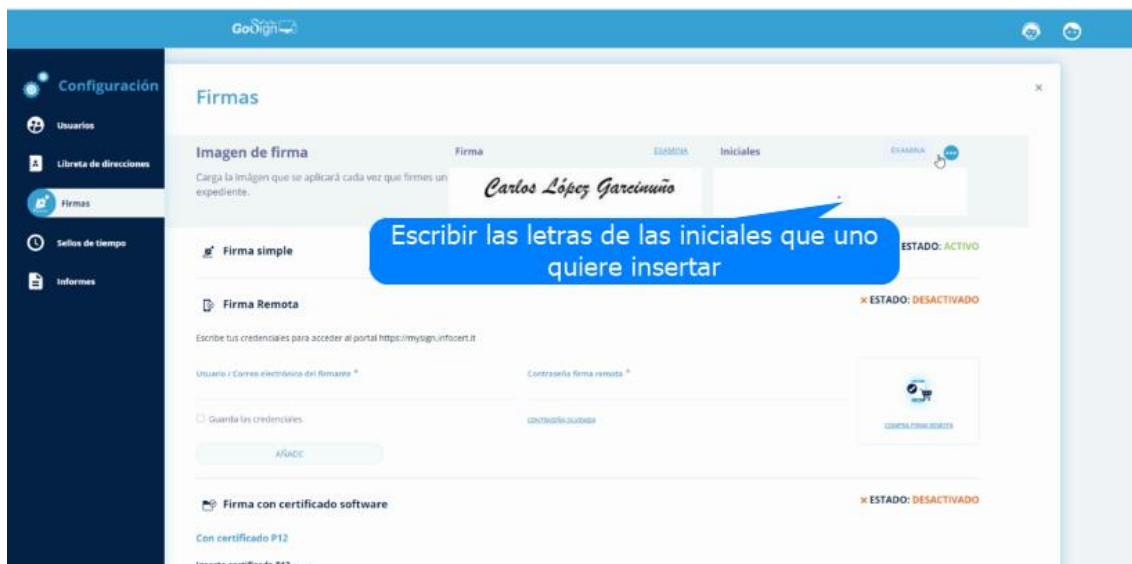 GoSign
Configuración
Usuarios
Libreta de direcciones
Firmas
Sellos de tiempo
Informes
Firmas
Imagen de firma
Carga la imágen que se aplicará cada vez que firmes un
expediente.
Firma
EXAMINA
Iniciales
EXAMINA
Carlos López Garcinuño
Escribir las letras de las iniciales que uno
quiere insertar
Firma simple
ESTADO: ACTIVO
Firma Remota
× ESTADO: DESACTIVADO
Escribe tus credenciales para acceder al portal https://mysign.infocert.it
Usuario / Correo electrónico del firmante *
Contraseña firma remota *
Guarda las credenciales
CONTRASEÑA OLVIDADA
COMPRA FIRMA REMOTA
AÑADE
Firma con certificado software
× ESTADO: DESACTIVADO
Con certificado P12